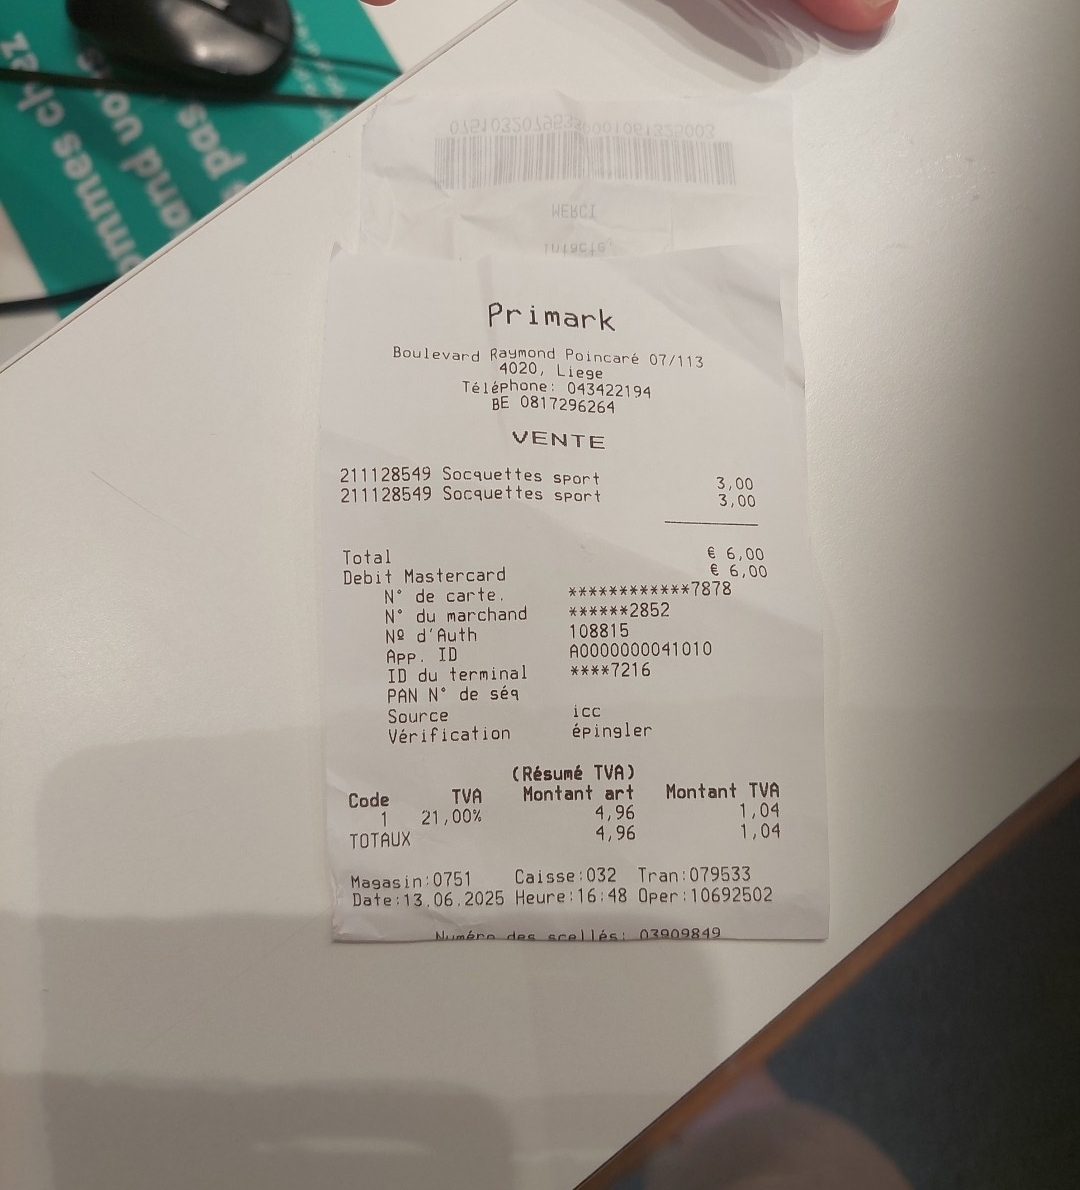 Primark
Boulevard Raymond Poincaré 07/113
4020, Liege
Téléphone: 043422194
BE 0817296264
VENTE
211128549 Socquettes sport 3,00
211128549 Socquettes sport 3,00
Total € 6,00
Debit Mastercard € 6,00
N° de carte. ************7878
N° du marchand ******2852
Nº d'Auth 108815
App. ID A0000000041010
ID du terminal ****7216
PAN N° de séq
Source icc
Vérification épingler
(Résumé TVA)
Code TVA Montant art Montant TVA
1 21,00% 4,96 1,04
TOTAUX 4,96 1,04
Magasin:0751 Caisse:032 Tran:079533
Date:13.06.2025 Heure:16:48 Oper:10692502
Numéro des scellés: 03909849
MERCI
intacts.
pas